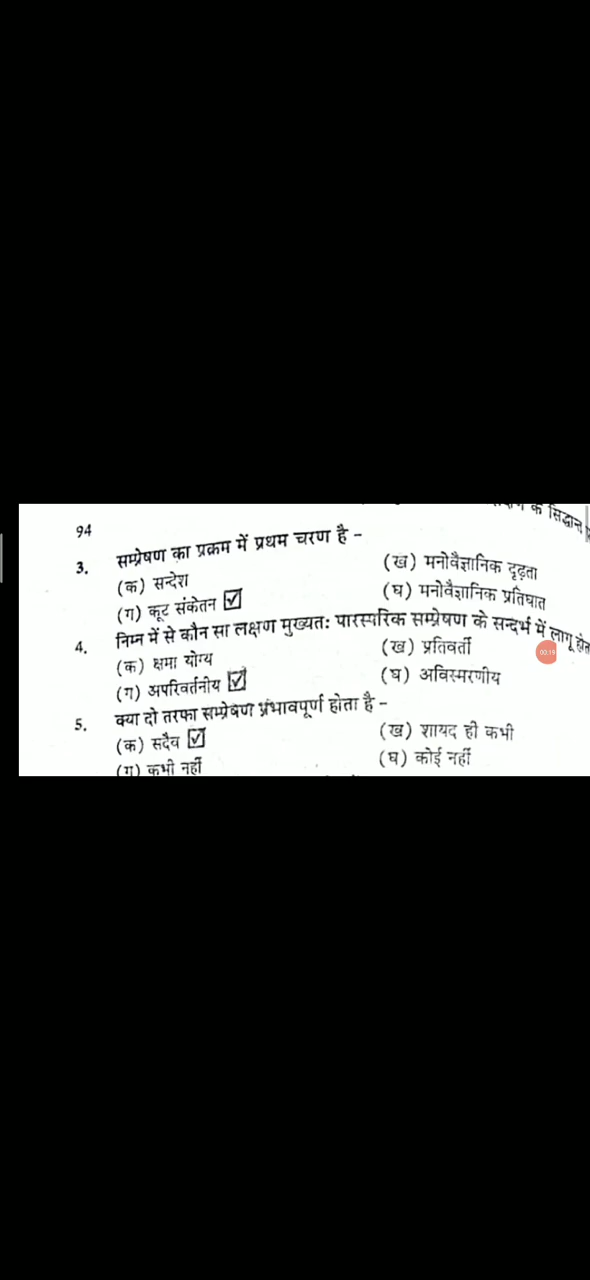 के सिद्धान्त
94
3. सम्प्रेषण का प्रक्रम में प्रथम चरण है -
(क) सन्देश (ख) मनोवैज्ञानिक दृढ़ता
(ग) कूट संकेतन ☑ (घ) मनोवैज्ञानिक प्रतिघात
4. निम्न में से कौन सा लक्षण मुख्यतः पारस्परिक सम्प्रेषण के सन्दर्भ में लागू
(क) क्षमा योग्य (ख) प्रतिवर्ती
00:19
(ग) अपरिवर्तनीय ☑ (घ) अविस्मरणीय
5. क्या दो तरफा सम्प्रेषण प्रभावपूर्ण होता है -
(क) सदैव ☑ (ख) शायद ही कभी
(ग) कभी नहीं (घ) कोई नहीं